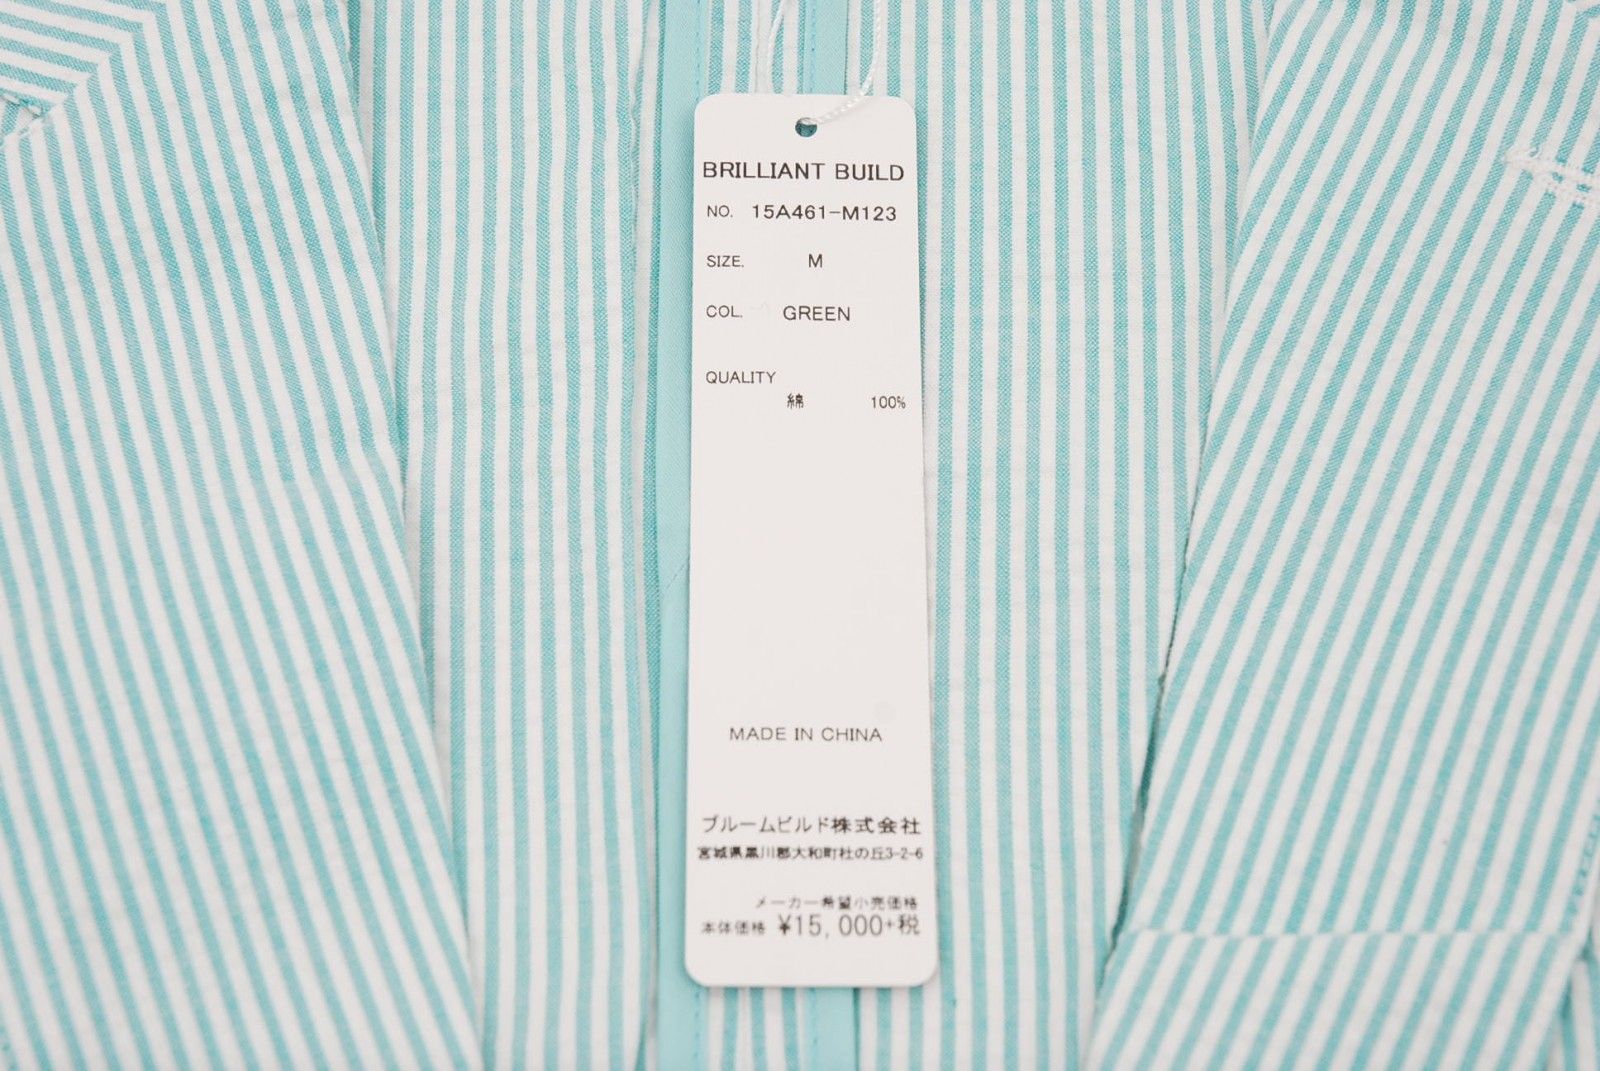 BRILLIANT BUILD
NO. 15A461-M123
SIZE. M
COL. GREEN
QUALITY
綿 100%
MADE IN CHINA
ブルームビルド株式会社
宮城県黒川郡大和町杜の丘3-2-6
メーカー希望小売価格
本体価格 ¥15,000+税